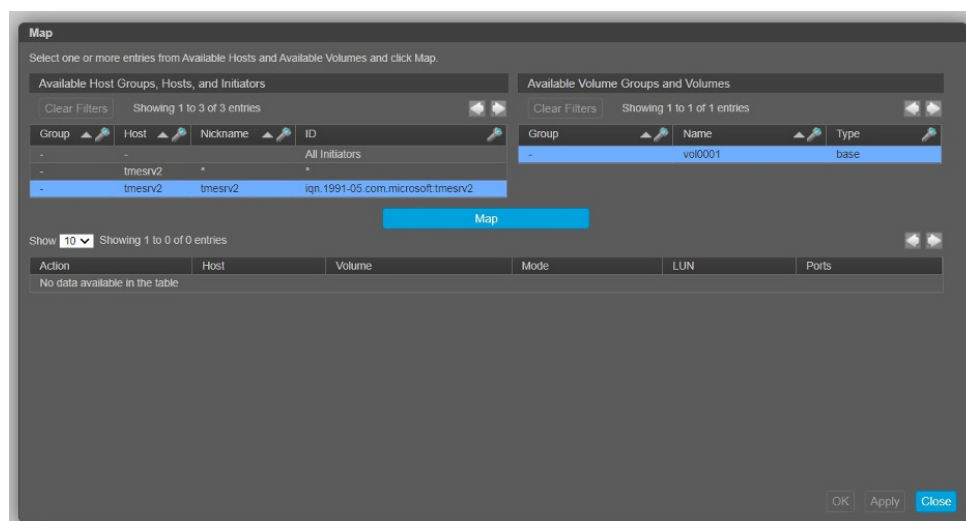 Map
Select one or more entries from Available Hosts and Available Volumes and click Map.
Available Host Groups, Hosts, and Initiators
Clear Filters Showing 1 to 3 of 3 entries
Group Host Nickname ID
- - All Initiators
- tmesrv2 * *
- tmesrv2 tmesrv2 iqn.1991-05.com.microsoft:tmesrv2
Available Volume Groups and Volumes
Clear Filters Showing 1 to 1 of 1 entries
Group Name Type
- vol0001 base
Map
Show 10 Showing 1 to 0 of 0 entries
Action Host Volume Mode LUN Ports
No data available in the table
OK Apply Close